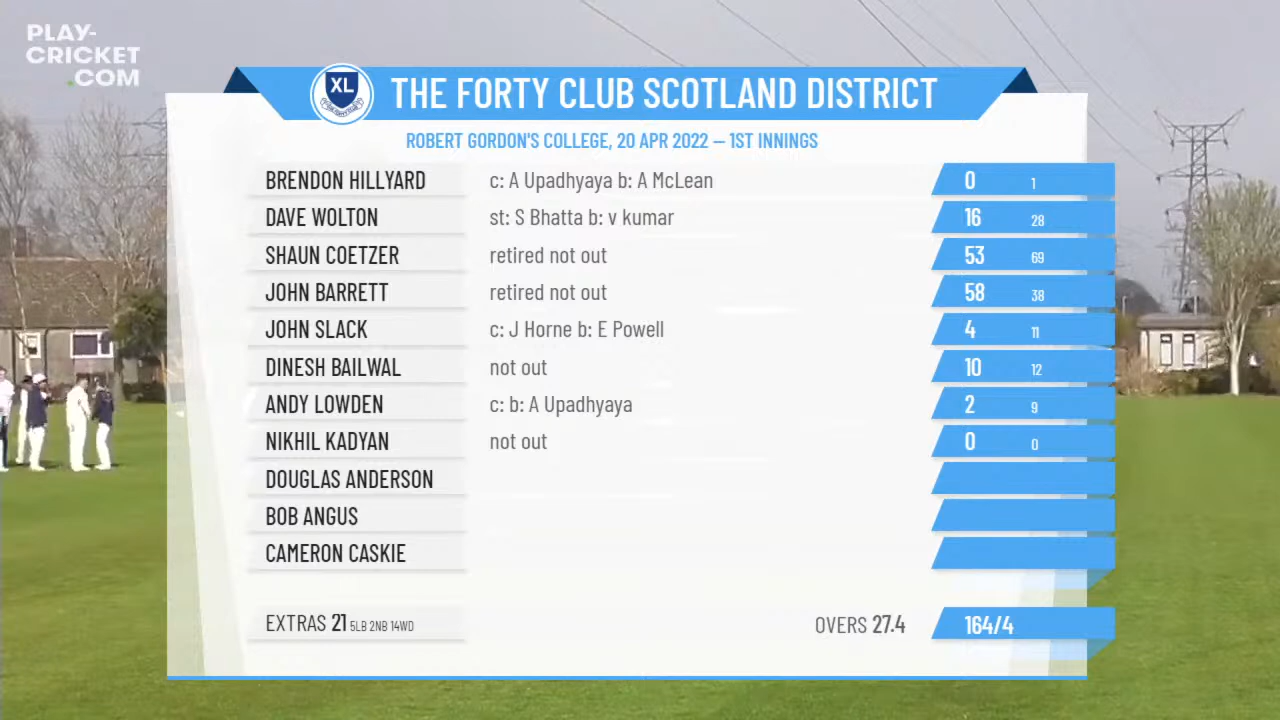 PLAY-
CRICKET
.COM
XL
THE FORTY CLUB SCOTLAND DISTRICT
ROBERT GORDON'S COLLEGE, 20 APR 2022 – 1ST INNINGS
BRENDON HILLYARD c: A Upadhyaya b: A McLean 0 1
DAVE WOLTON st: S Bhatta b: v kumar 16 28
SHAUN COETZER retired not out 53 69
JOHN BARRETT retired not out 58 38
JOHN SLACK c: J Horne b: E Powell 4 11
DINESH BAILWAL not out 10 12
ANDY LOWDEN c: b: A Upadhyaya 2 9
NIKHIL KADYAN not out 0 0
DOUGLAS ANDERSON
BOB ANGUS
CAMERON CASKIE
EXTRAS 21 5LB 2NB 14WD OVERS 27.4 164/4